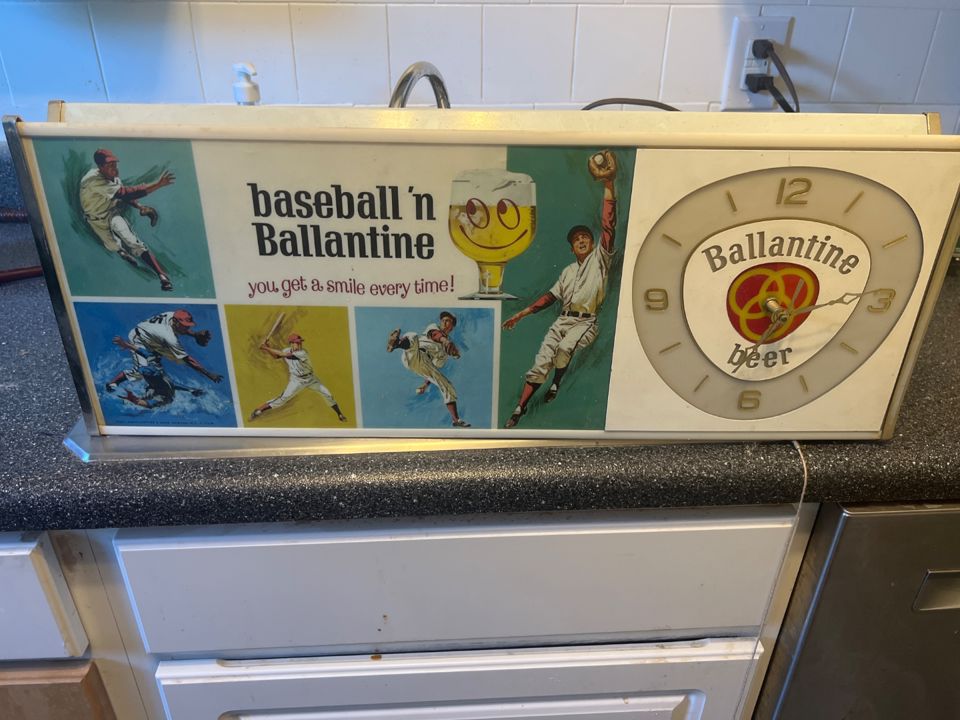 baseball 'n
Ballantine
you get a smile every time!
12
9
3
6
Ballantine
beer